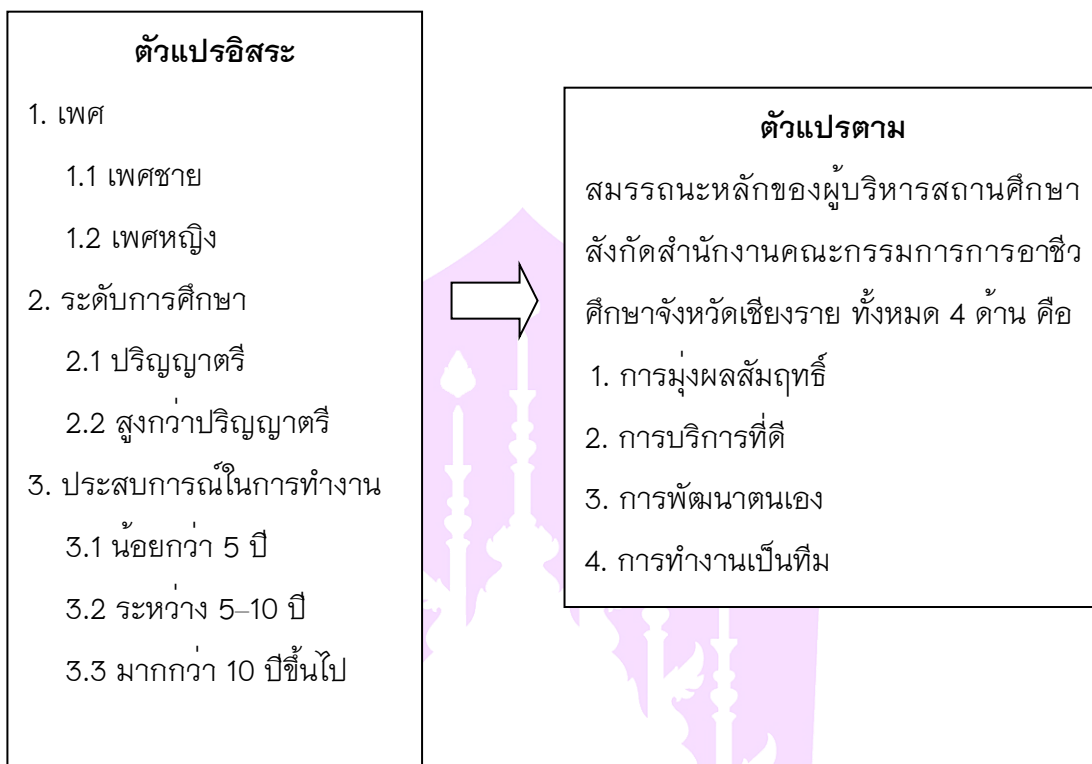 ตัวแปรอิสระ
1. เพศ
1.1 เพศชาย
1.2 เพศหญิง
2. ระดับการศึกษา
2.1 ปริญญาตรี
2.2 สูงกว่าปริญญาตรี
3. ประสบการณ์ในการทำงาน
3.1 น้อยกว่า 5 ปี
3.2 ระหว่าง 5–10 ปี
3.3 มากกว่า 10 ปีขึ้นไป
ตัวแปรตาม
สมรรถนะหลักของผู้บริหารสถานศึกษา
สังกัดสำนักงานคณะกรรมการการอาชีว
ศึกษาจังหวัดเชียงราย ทั้งหมด 4 ด้าน คือ
1. การมุ่งผลสัมฤทธิ์
2. การบริการที่ดี
3. การพัฒนาตนเอง
4. การทำงานเป็นทีม